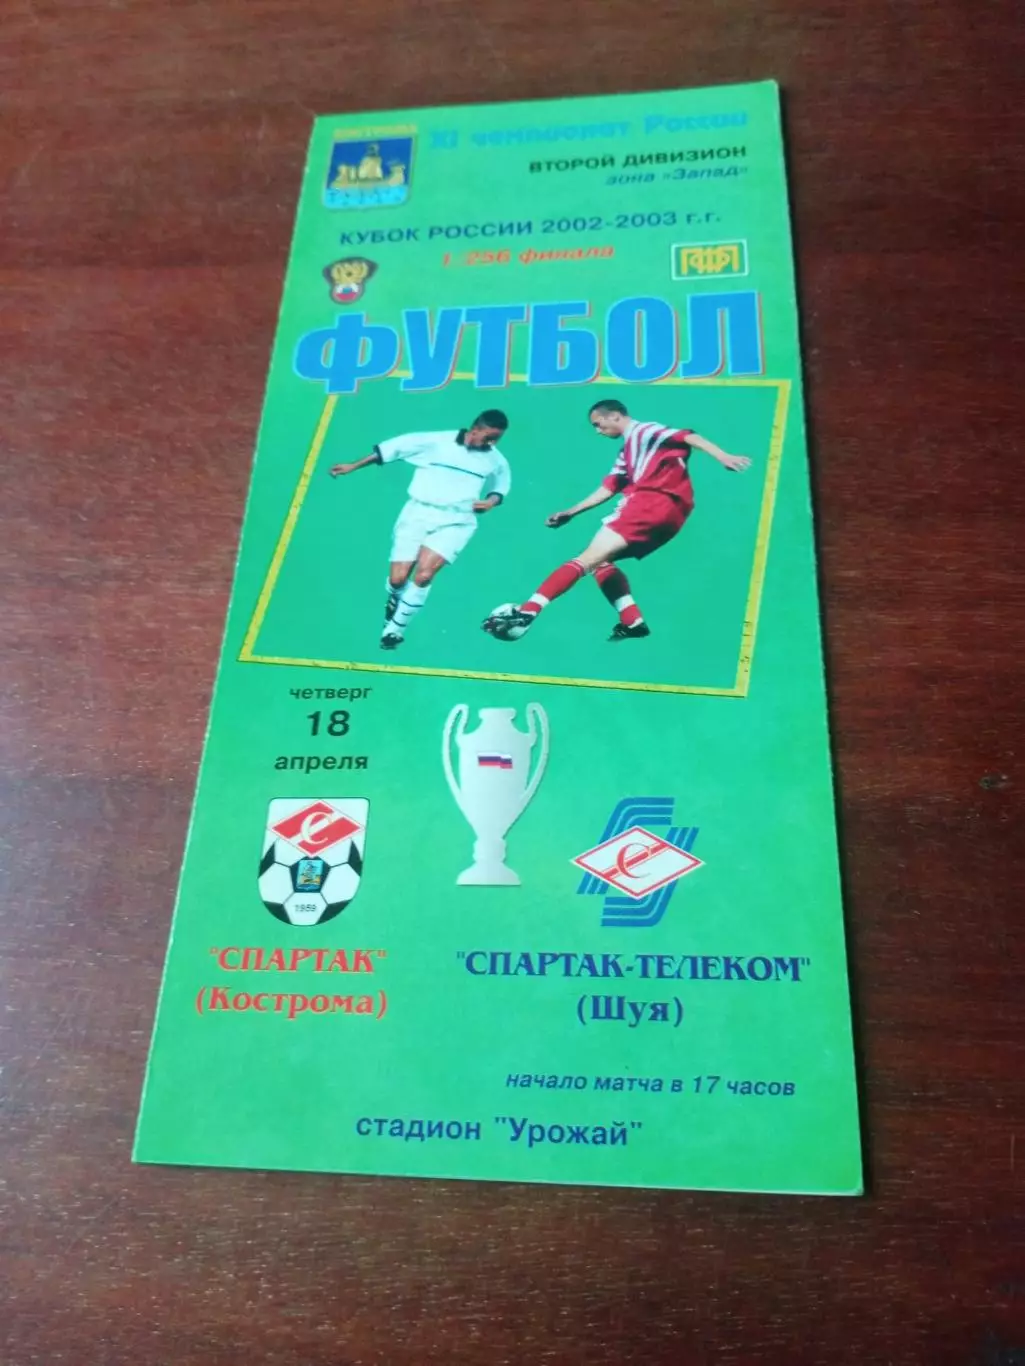 КОСТРОМА
XI чемпионат России
ВТОРОЙ ДИВИЗИОН
зона «Запад»
КУБОК РОССИИ 2002-2003 г.г.
1/256 финала
ФУТБОЛ
четверг
18
апреля
С
1959
С
"СПАРТАК"
(Кострома)
"СПАРТАК-ТЕЛЕКОМ"
(Шуя)
начало матча в 17 часов
стадион "Урожай"